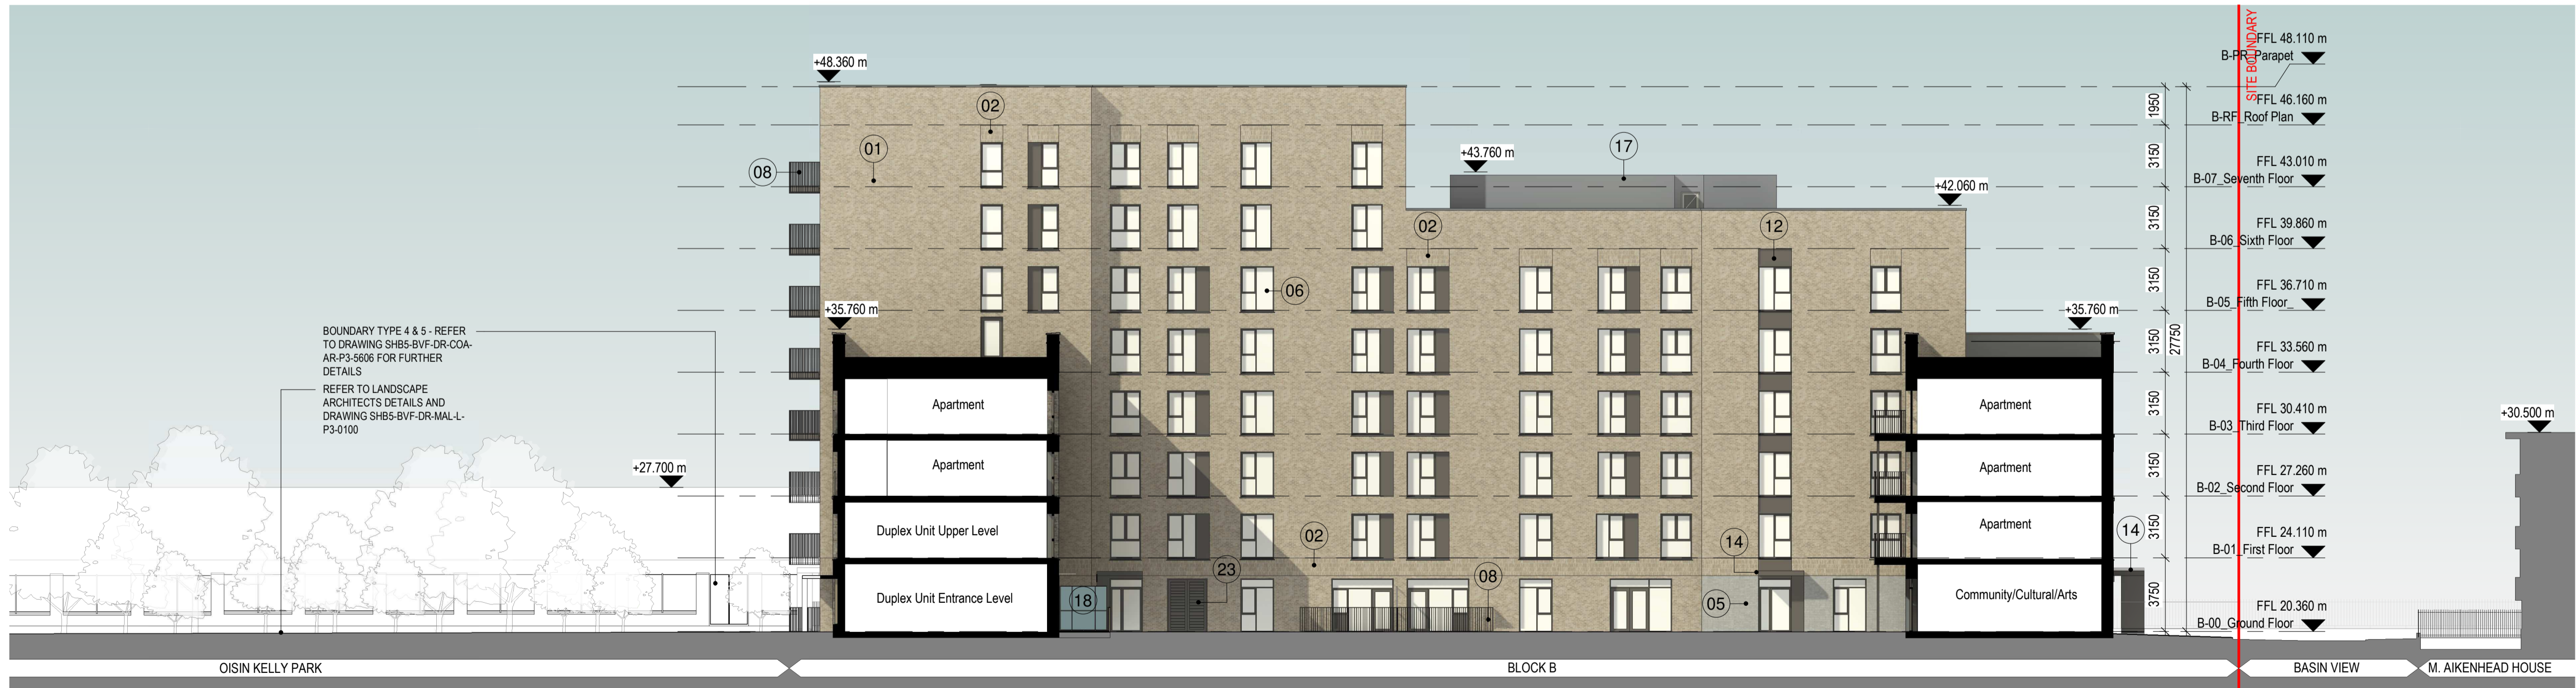 SITE BOUNDARY
FFL 48.110 m
B-PR_Parapet
+48.360 m
FFL 46.160 m
B-RF_Roof Plan
1950
02
01
08
+43.760 m
17
3150
FFL 43.010 m
B-07_Seventh Floor
+42.060 m
3150
FFL 39.860 m
B-06_Sixth Floor
02
12
06
3150
FFL 36.710 m
B-05_Fifth Floor_
+35.760 m
+35.760 m
BOUNDARY TYPE 4 & 5 - REFER
TO DRAWING SHB5-BVF-DR-COA-
AR-P3-5606 FOR FURTHER
DETAILS
3150
27750
FFL 33.560 m
B-04_Fourth Floor
REFER TO LANDSCAPE
ARCHITECTS DETAILS AND
DRAWING SHB5-BVF-DR-MAL-L-
P3-0100
Apartment
Apartment
3150
FFL 30.410 m
B-03_Third Floor
+30.500 m
+27.700 m
Apartment
Apartment
3150
FFL 27.260 m
B-02_Second Floor
Duplex Unit Upper Level
Apartment
3150
FFL 24.110 m
B-01_First Floor
02
14
14
23
08
18
Duplex Unit Entrance Level
05
Community/Cultural/Arts
3750
FFL 20.360 m
B-00_Ground Floor
OISIN KELLY PARK
BLOCK B
BASIN VIEW
M. AIKENHEAD HOUSE